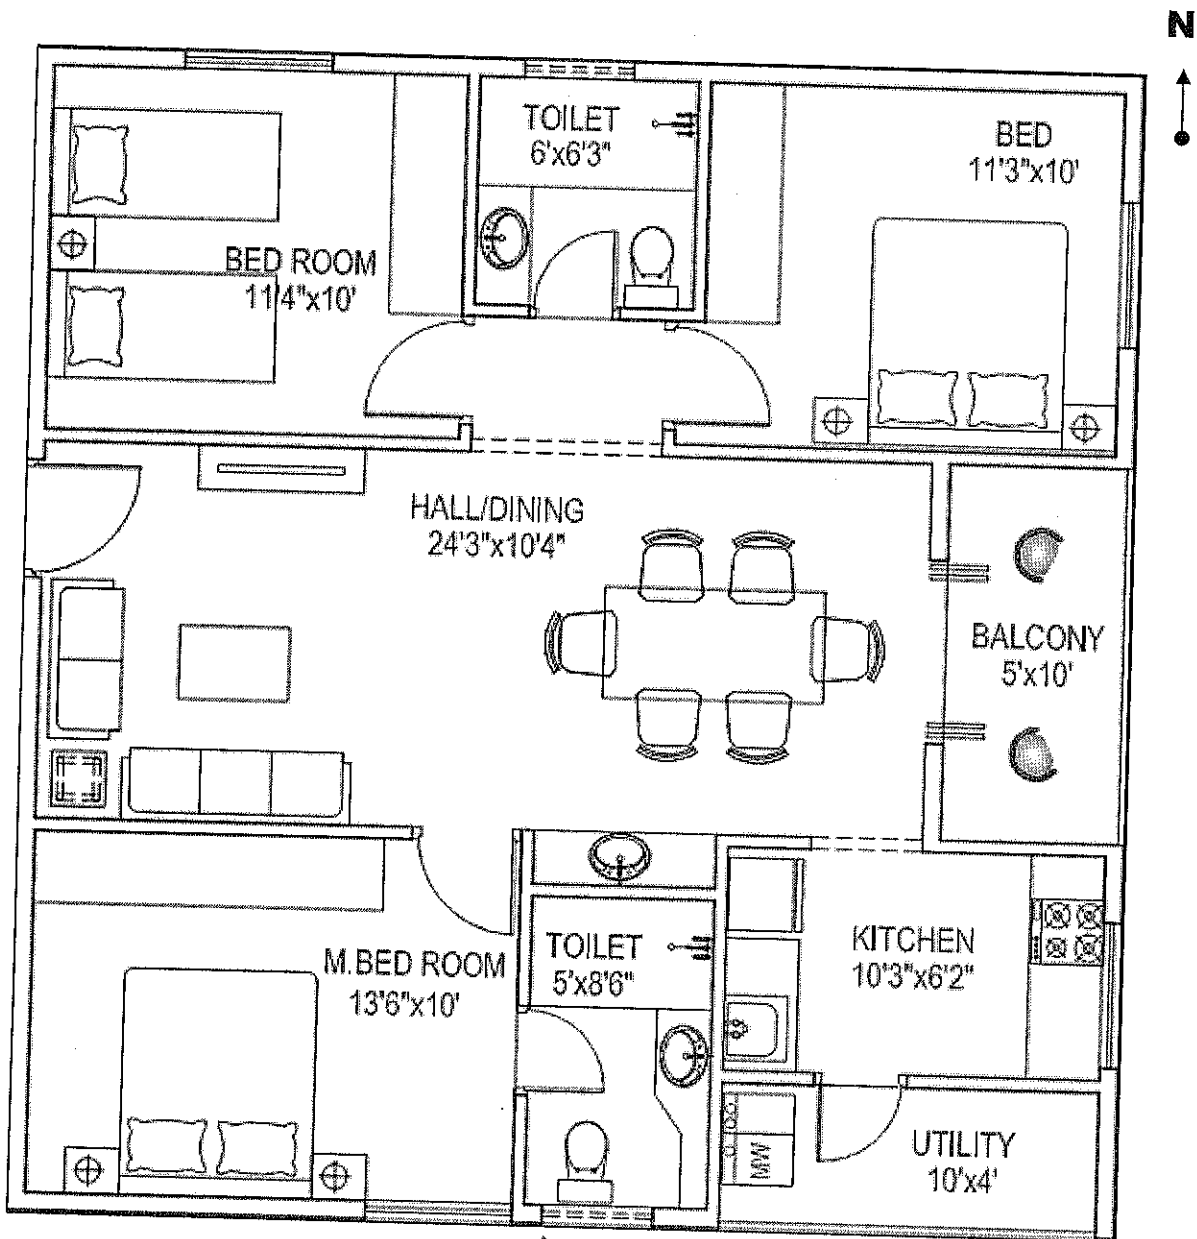 N
TOILET
6'x6'3"
BED
11'3"x10'
BED ROOM
11'4"x10'
HALL/DINING
24'3"x10'4"
BALCONY
5'x10'
M.BED ROOM
13'6"x10'
TOILET
5'x8'6"
KITCHEN
10'3"x6'2"
UTILITY
10'x4'
MW